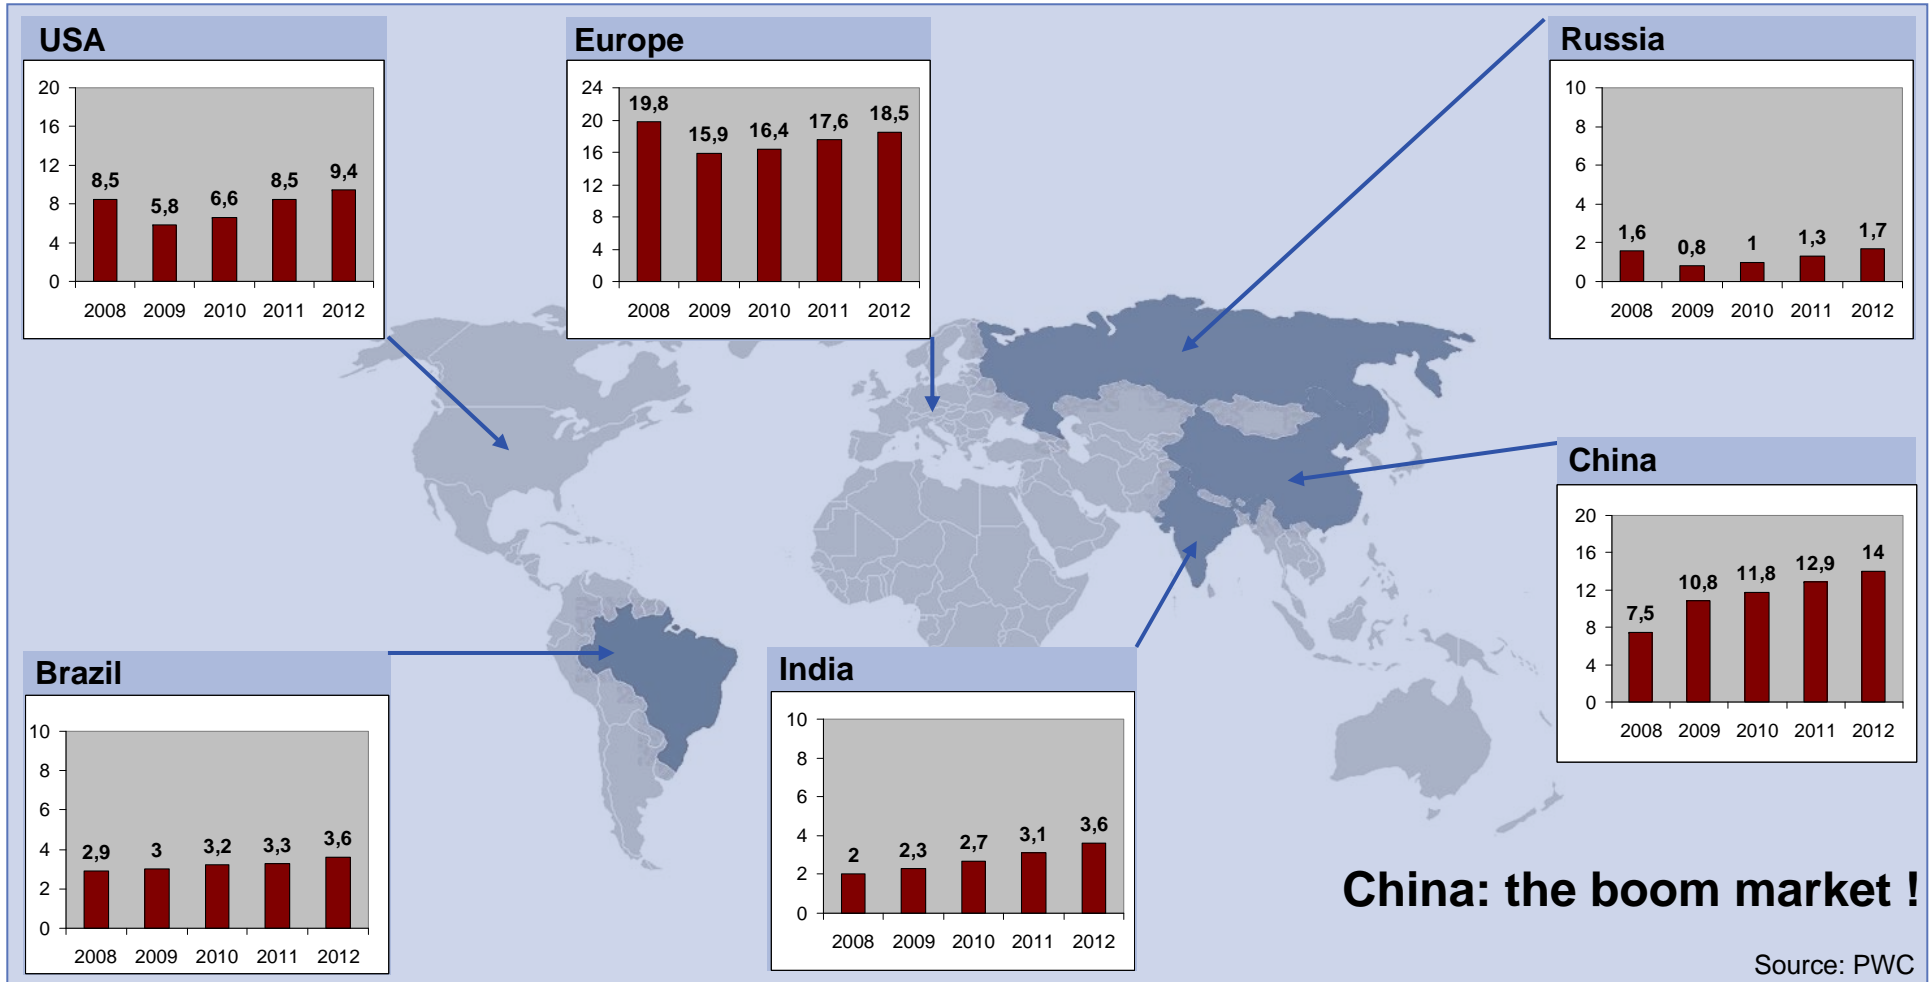 USA
20
16
12
8
4
0
8,5 5,8 6,6 8,5 9,4
2008 2009 2010 2011 2012
Europe
24
20
16
12
8
4
0
19,8 15,9 16,4 17,6 18,5
2008 2009 2010 2011 2012
Russia
10
8
6
4
2
0
1,6 0,8 1 1,3 1,7
2008 2009 2010 2011 2012
China
20
16
12
8
4
0
7,5 10,8 11,8 12,9 14
2008 2009 2010 2011 2012
Brazil
10
8
6
4
2
0
2,9 3 3,2 3,3 3,6
2008 2009 2010 2011 2012
India
10
8
6
4
2
0
2 2,3 2,7 3,1 3,6
2008 2009 2010 2011 2012
China: the boom market !
Source: PWC